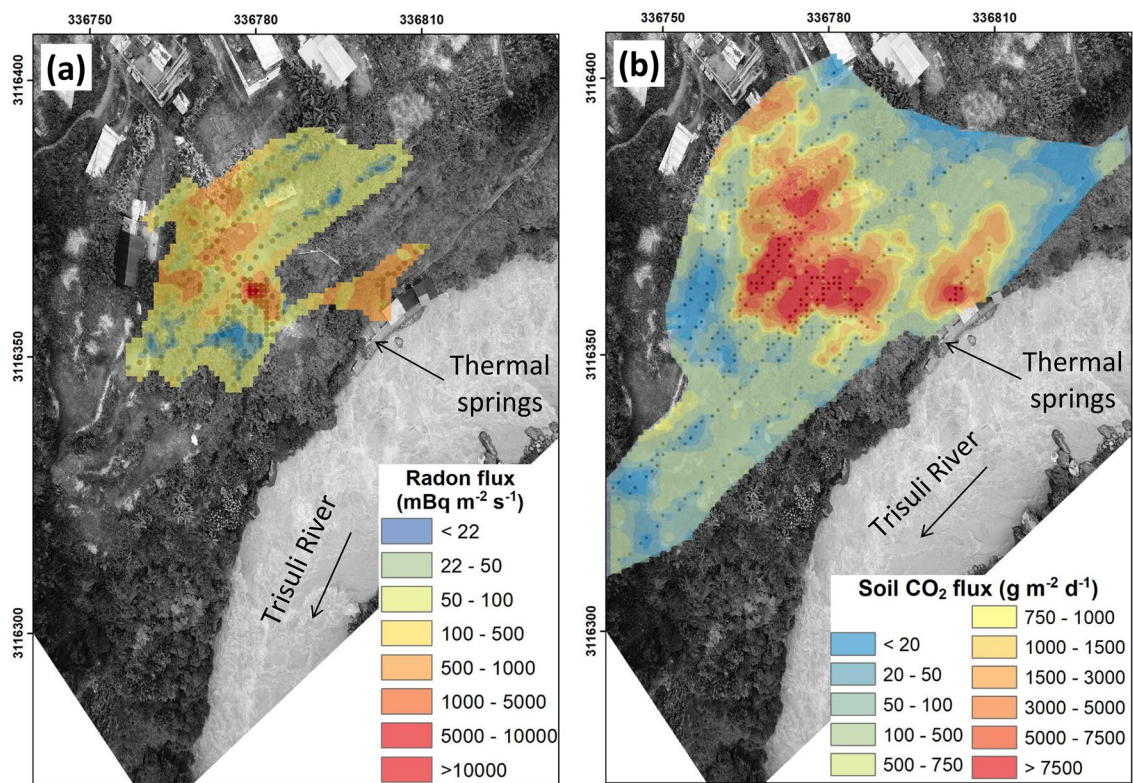 336750 336780 336810
336750 336780 336810
(a)
(b)
3116400
3116350
3116300
3116400
3116350
3116300
Thermal
springs
Trisuli River
Radon flux
(mBq m⁻² s⁻¹)
< 22
22 - 50
50 - 100
100 - 500
500 - 1000
1000 - 5000
5000 - 10000
>10000
Thermal
springs
Trisuli River
Soil CO₂ flux (g m⁻² d⁻¹)
< 20
20 - 50
50 - 100
100 - 500
500 - 750
750 - 1000
1000 - 1500
1500 - 3000
3000 - 5000
5000 - 7500
> 7500